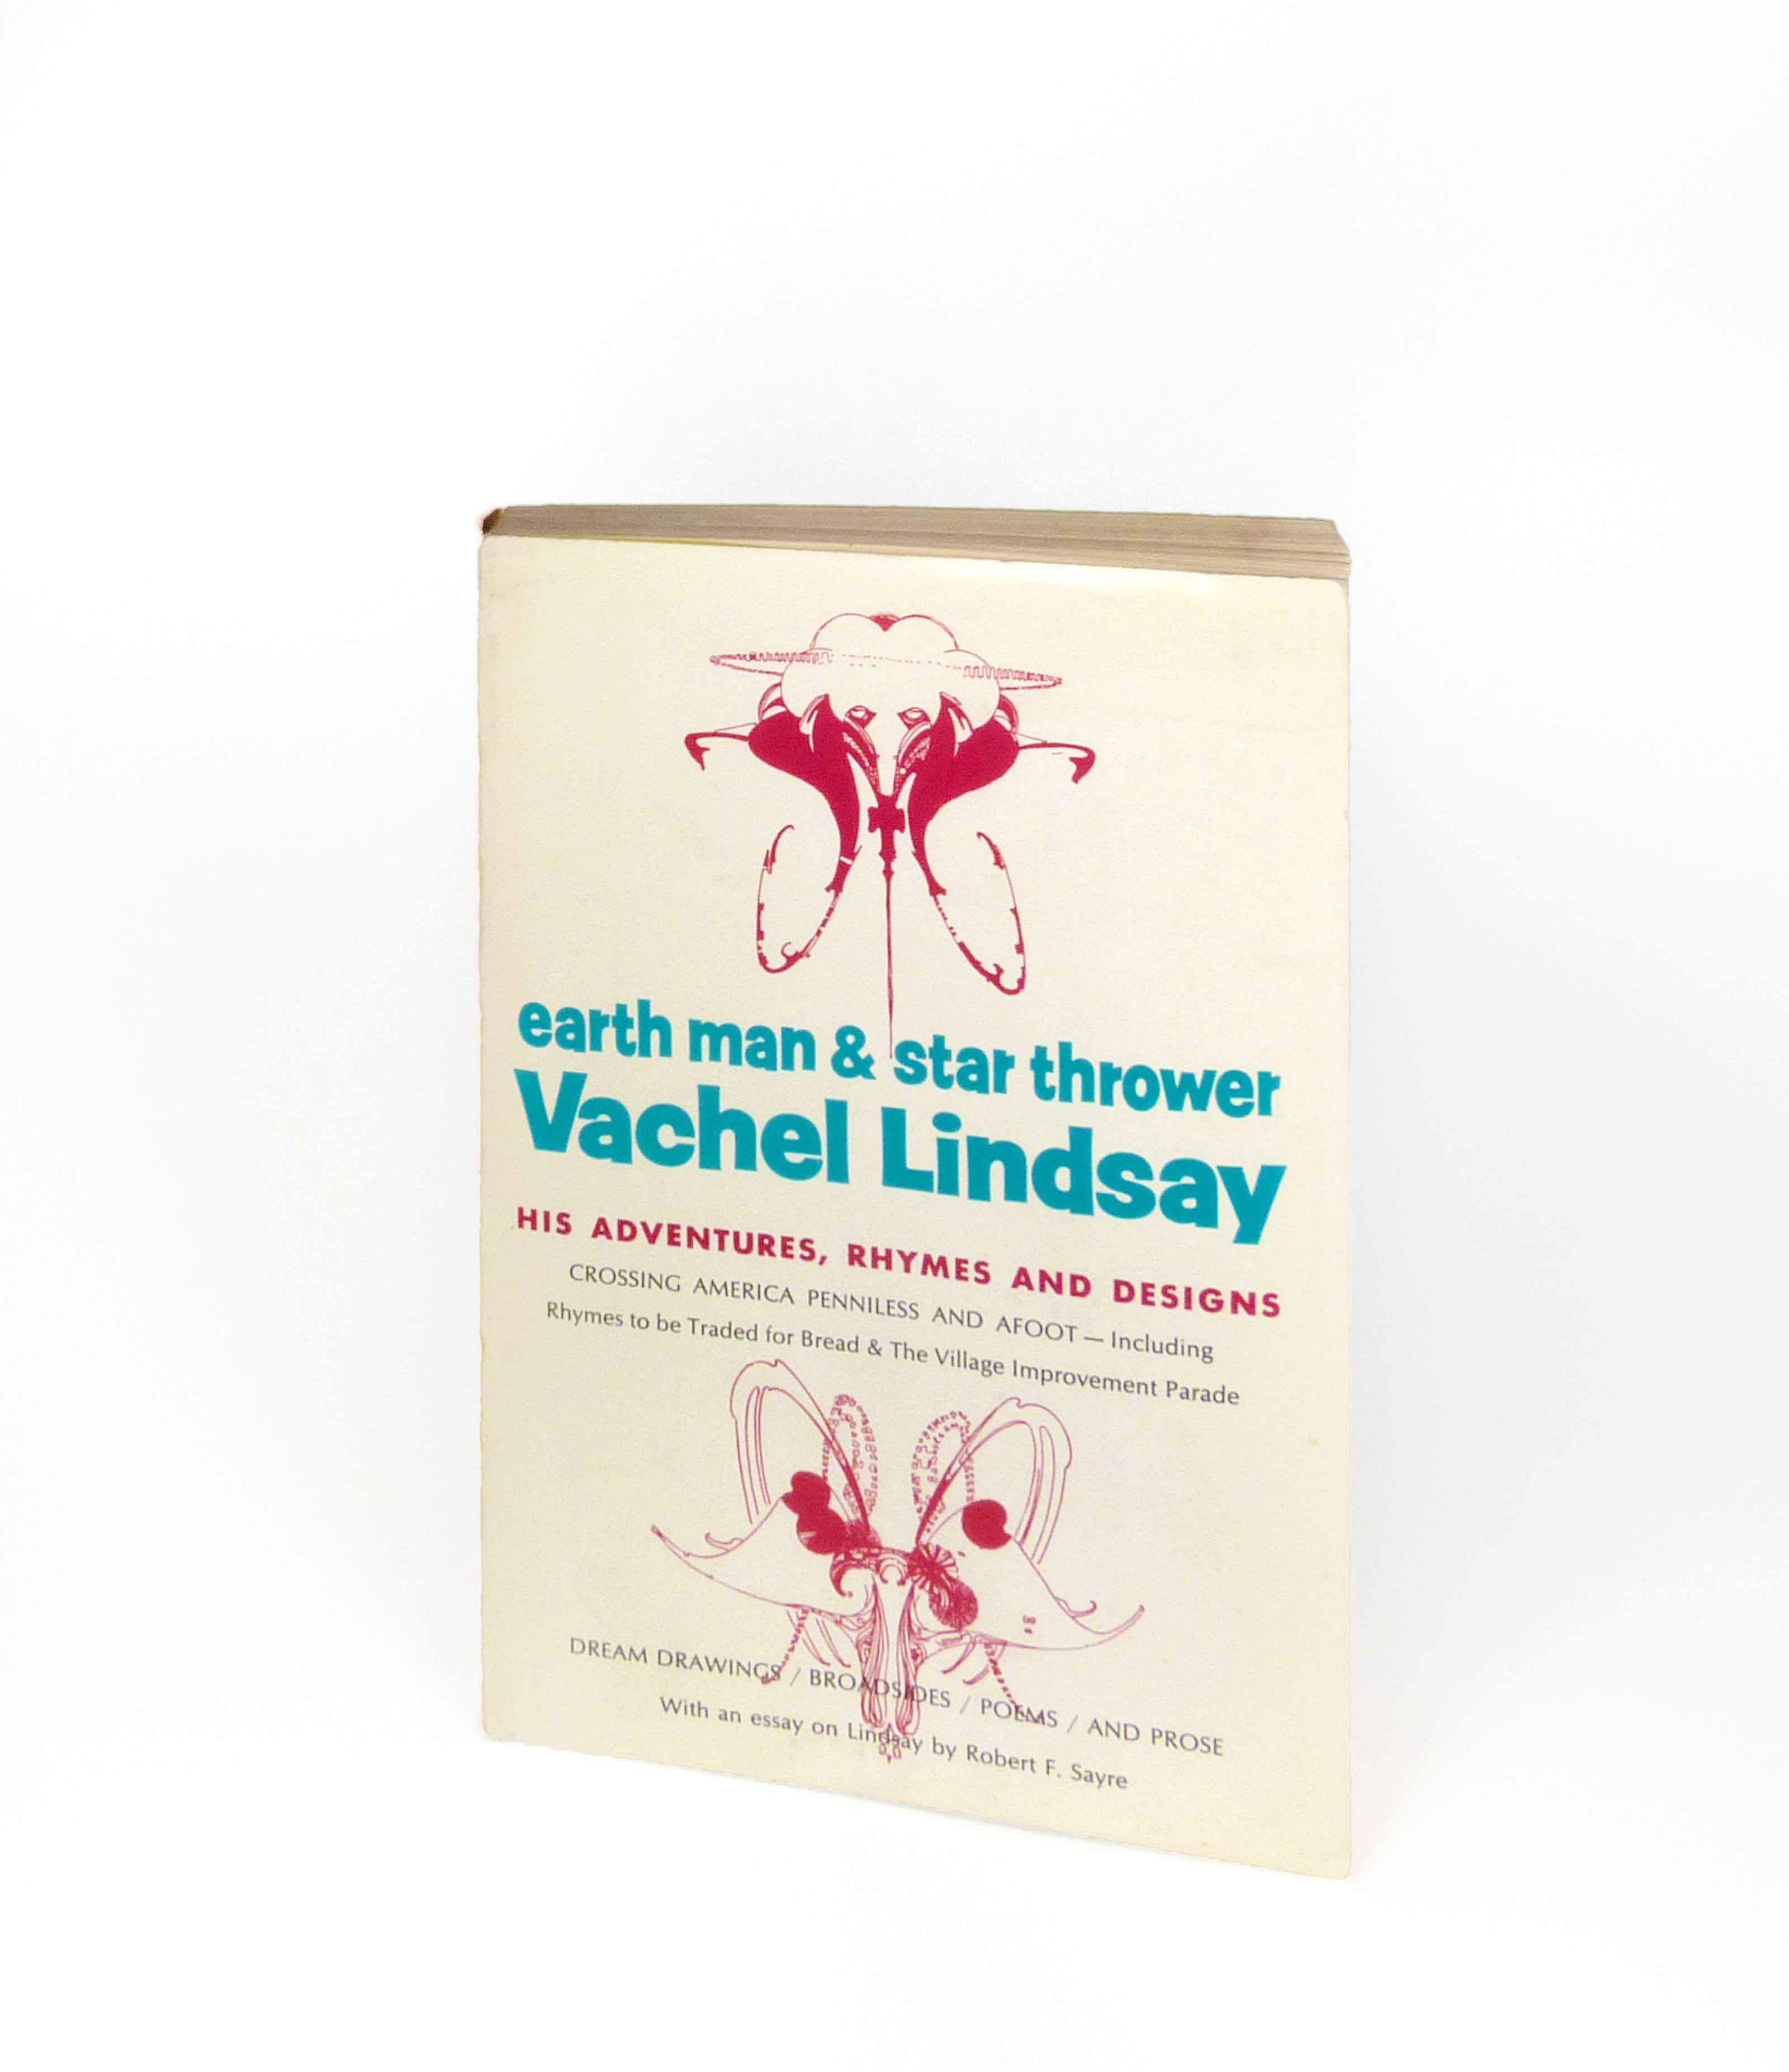 earth man & star thrower
Vachel Lindsay
HIS ADVENTURES, RHYMES AND DESIGNS
CROSSING AMERICA PENNILESS AND AFOOT — Including
Rhymes to be Traded for Bread & The Village Improvement Parade
DREAM DRAWINGS / BROADSIDES / POEMS / AND PROSE
With an essay on Lindsay by Robert F. Sayre